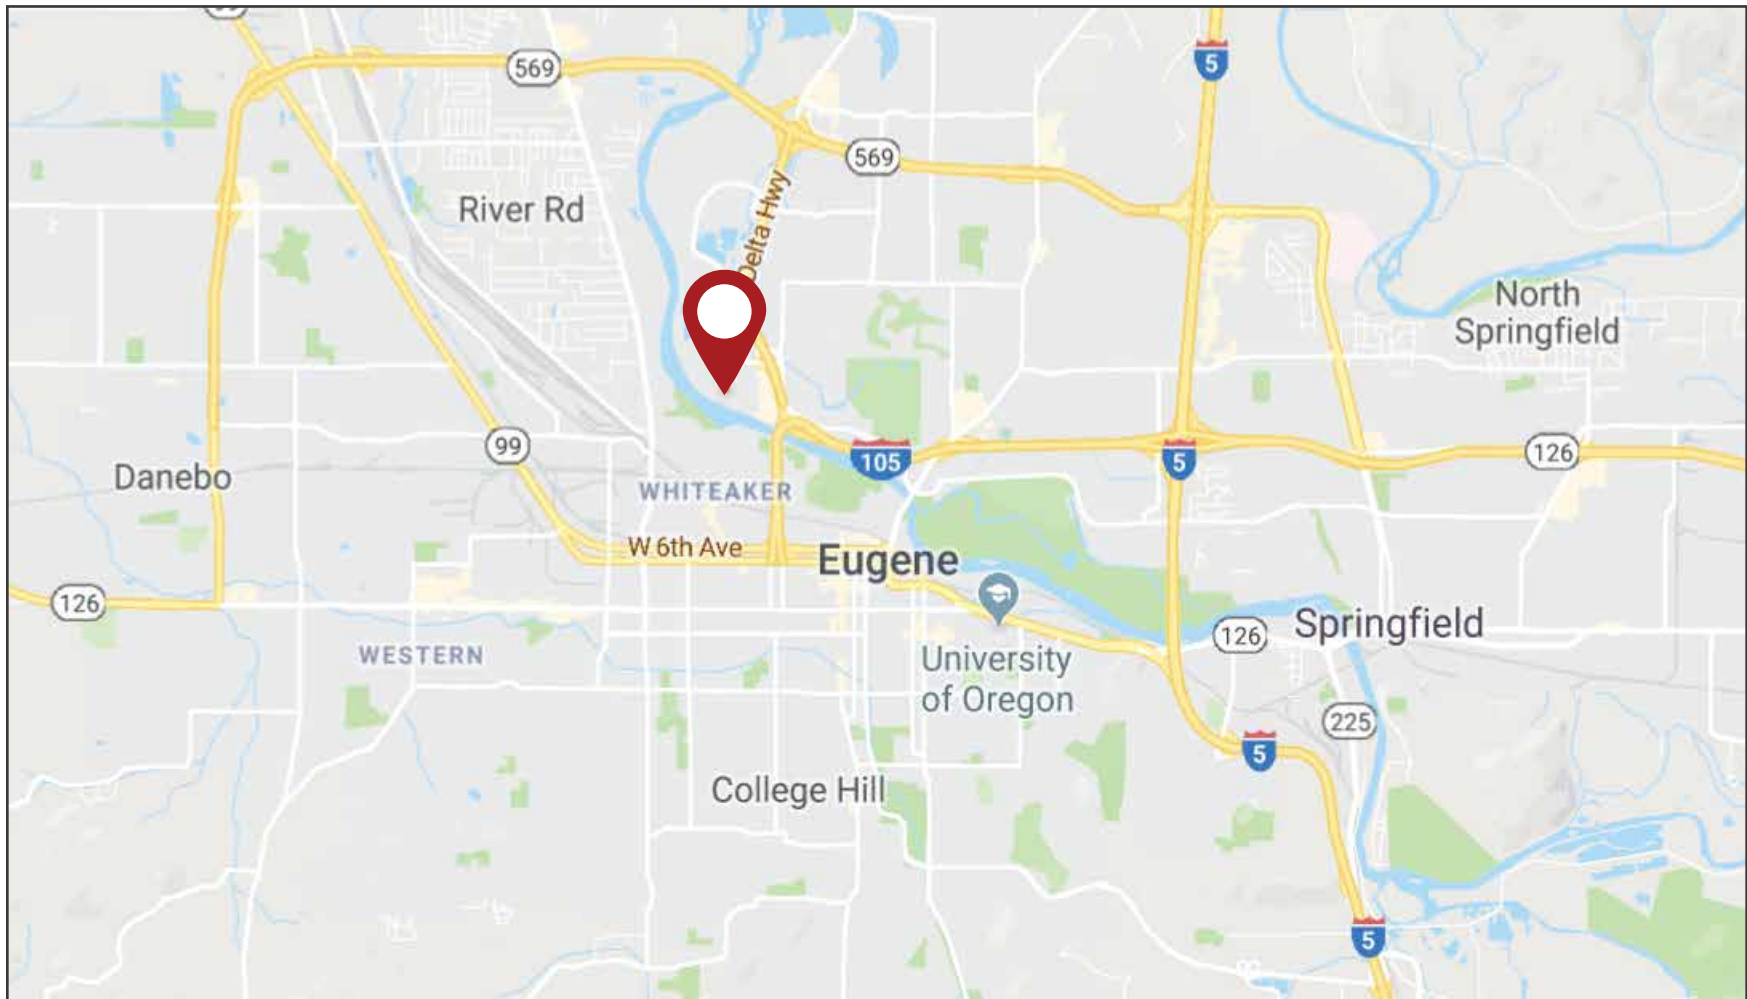 569
5
569
Delta Hwy
River Rd
North
Springfield
99
105
5
126
Danebo
WHITEAKER
W 6th Ave
Eugene
126
126
Springfield
WESTERN
University
of Oregon
225
5
College Hill
5